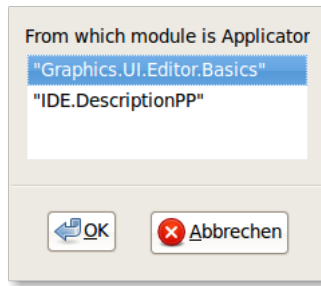 From which module is Applicator
"Graphics.UI.Editor.Basics"
"IDE.DescriptionPP"
OK
Abbrechen